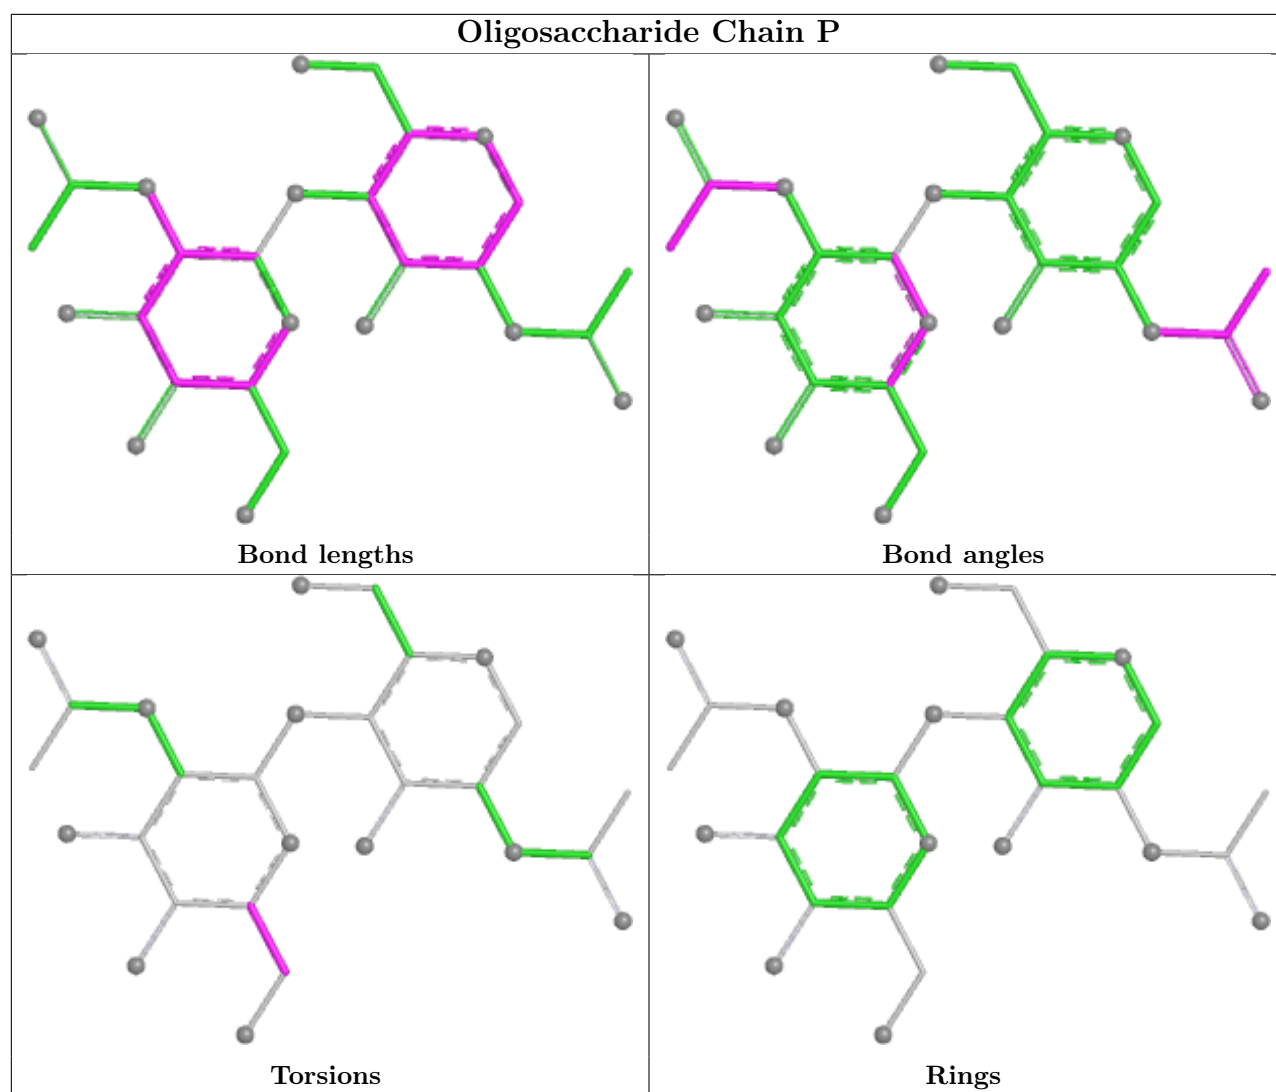 Oligosaccharide Chain P
Bond lengths
Bond angles
Torsions
Rings